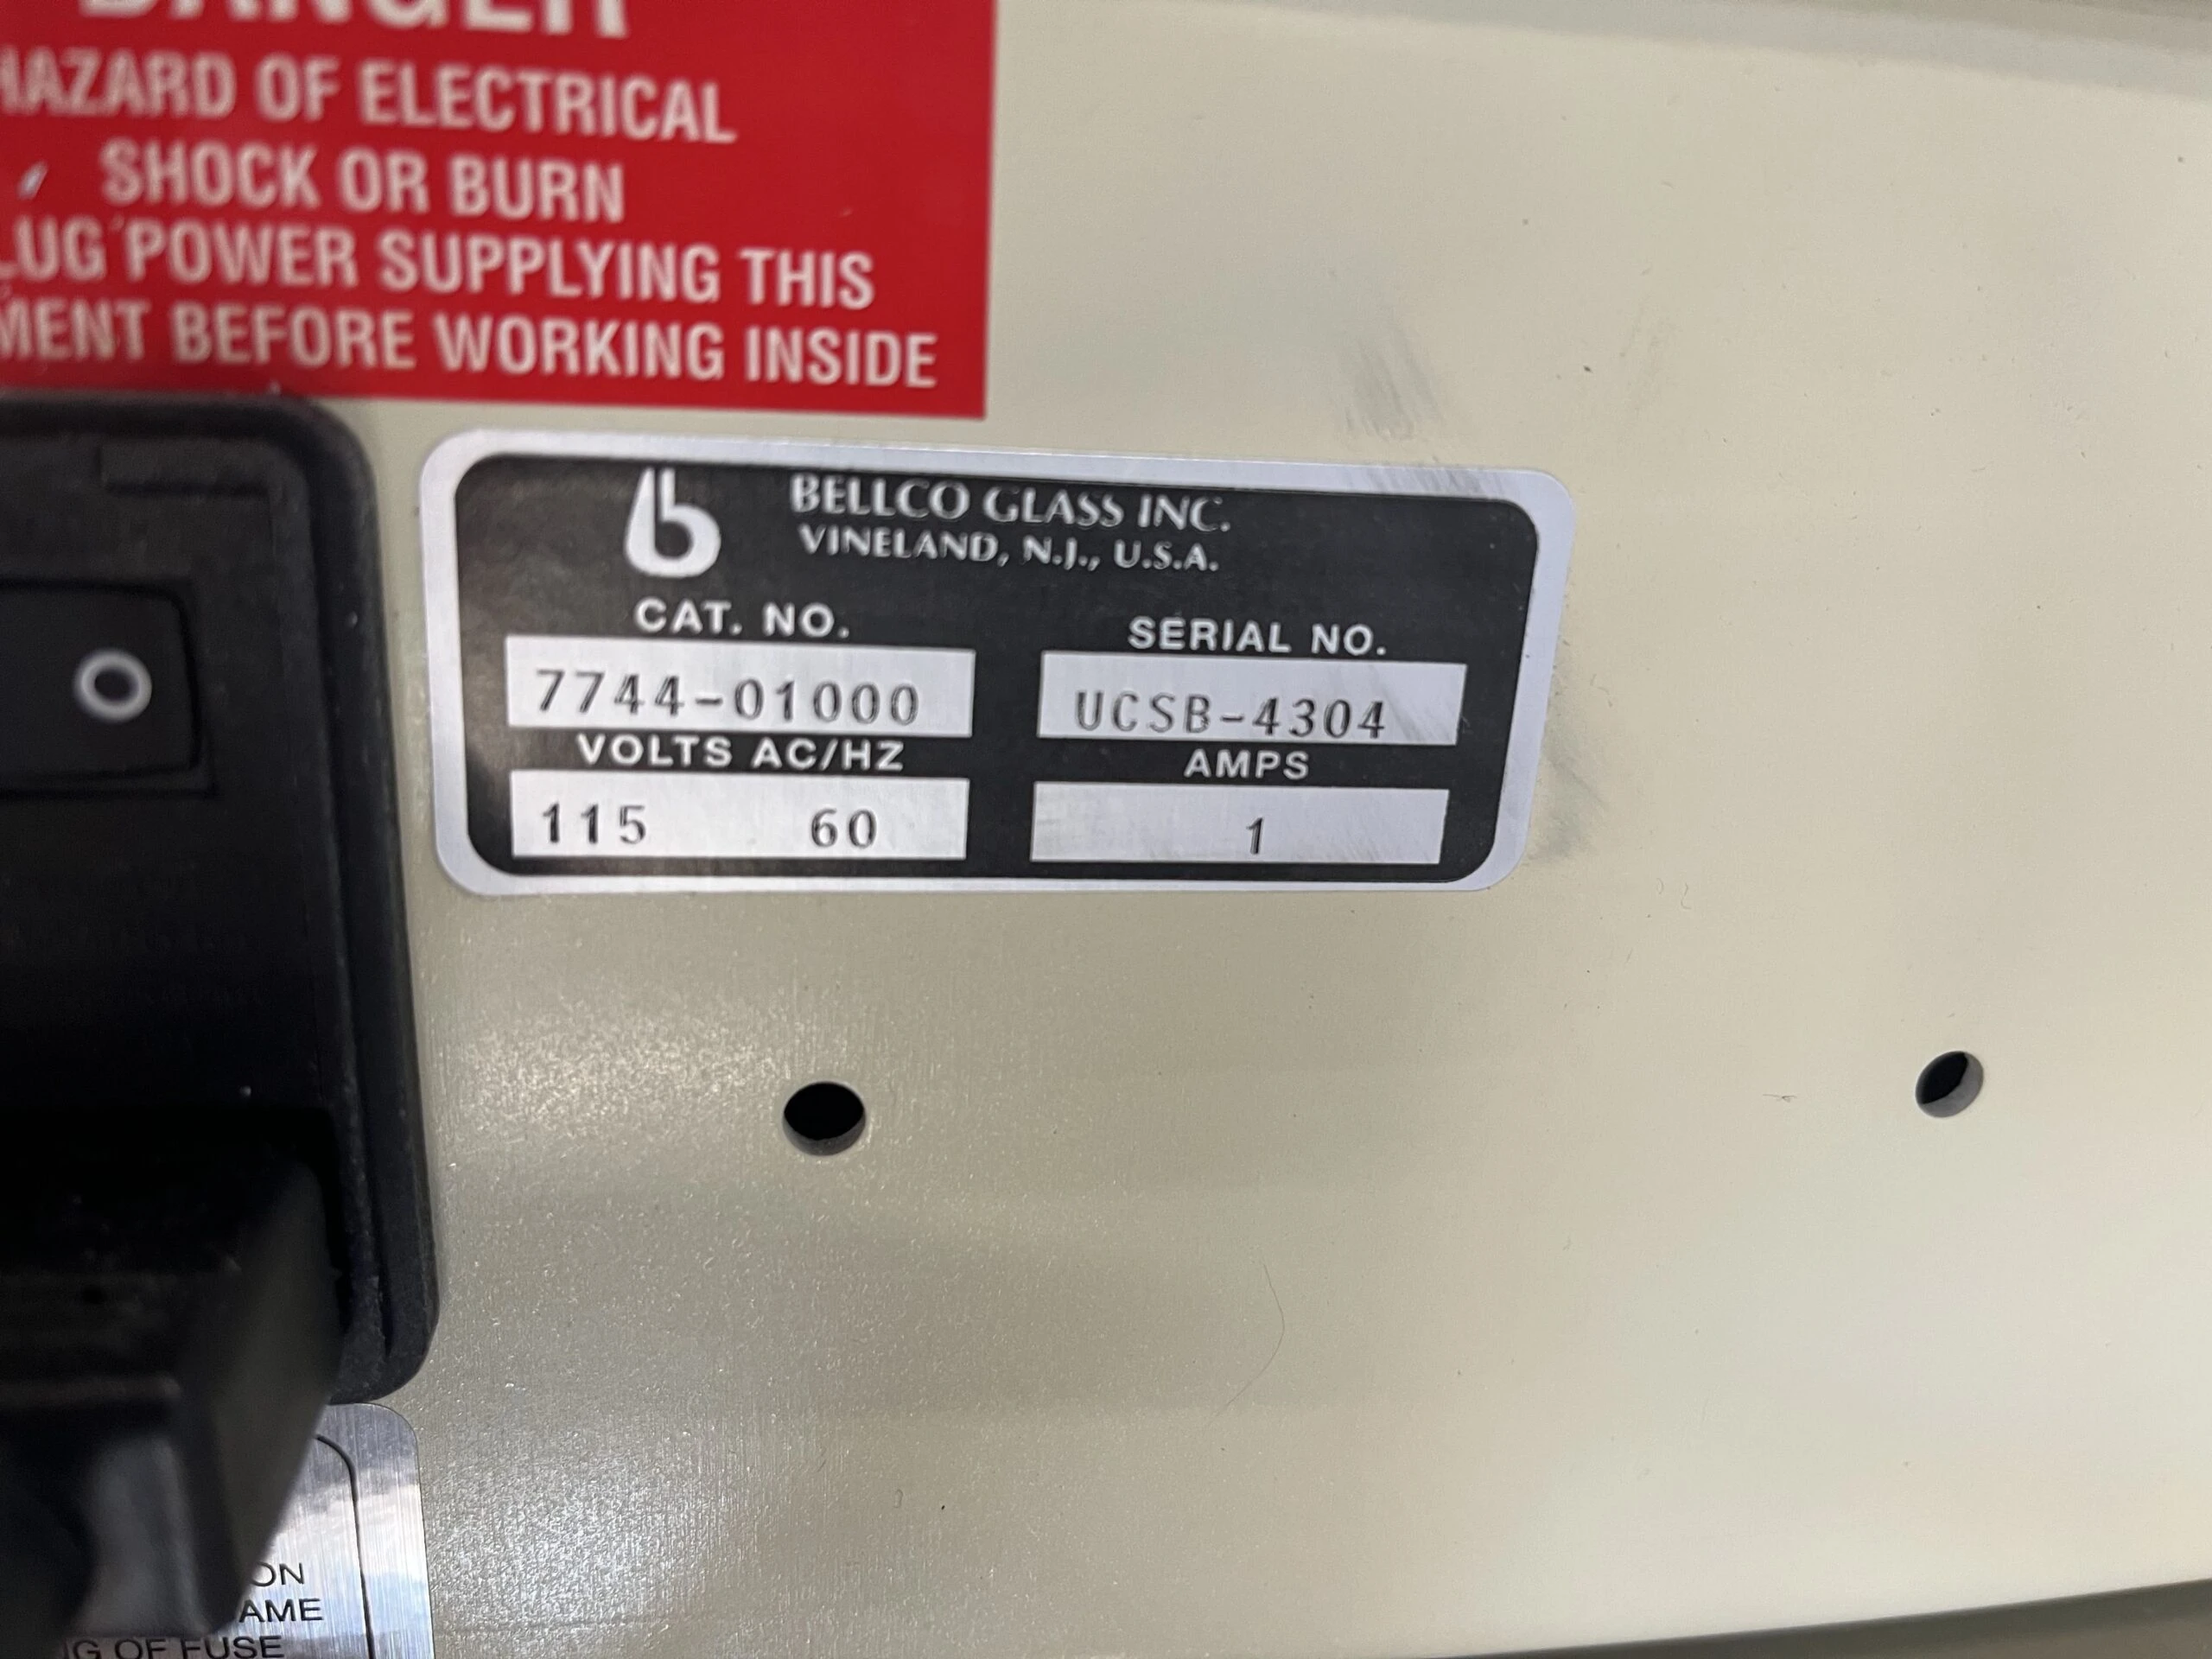 DANGER
HAZARD OF ELECTRICAL
SHOCK OR BURN
LUG POWER SUPPLYING THIS
MENT BEFORE WORKING INSIDE
BELLCO GLASS INC.
VINELAND, N.J., U.S.A.
CAT. NO. SERIAL NO.
7744-01000 UCSB-4304
VOLTS AC/HZ AMPS
115 60 1
ON
AME
G OF FUSE